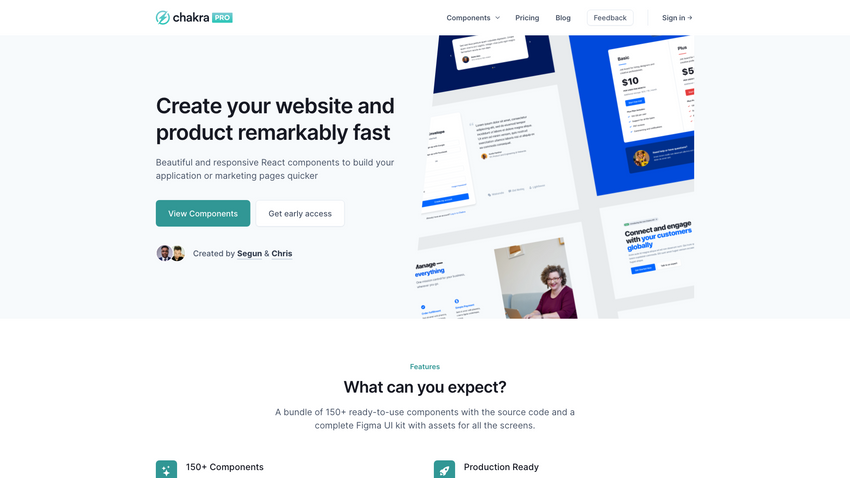 chakra PRO
Components
Pricing
Blog
Feedback
Sign in →
Create your website and
product remarkably fast
Beautiful and responsive React components to build your
application or marketing pages quicker
View Components
Get early access
Created by Segun & Chris
Basic
$10
Plus
$5
Connect and engage
with your customers
globally
Manage —
everything
Features
What can you expect?
A bundle of 150+ ready-to-use components with the source code and a
complete Figma UI kit with assets for all the screens.
150+ Components
Production Ready